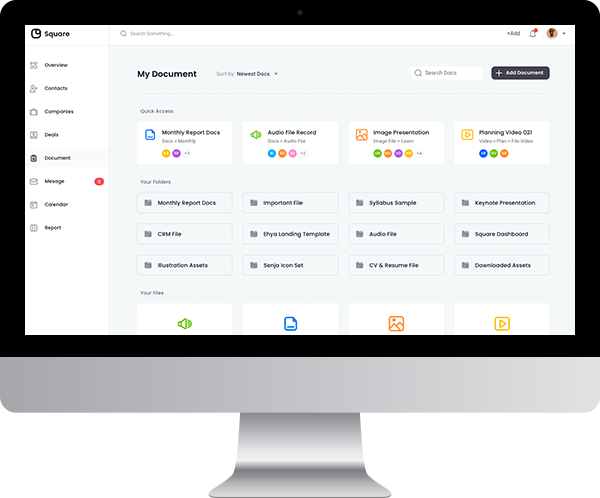 Square
Search Something...
+Add
Overview
Contacts
Companies
Deals
Document
Mesage
Calendar
Report
My Document
Sort by: Newest Docs
Search Docs
+ Add Document
Quick Access
Monthly Report Docs
Docs > Monthly
Audio File Record
Docs > Audio File
+2
Image Presentation
Image File > Learn
+4
Planning Video 021
Video > Plan > File Video
Your Folders
Monthly Report Docs
Important File
Syllabus Sample
Keynote Presentation
CRM File
Ehya Landing Template
Audio File
Square Dashboard
Illustration Assets
Senja Icon Set
CV & Resume File
Downloaded Assets
Your Files